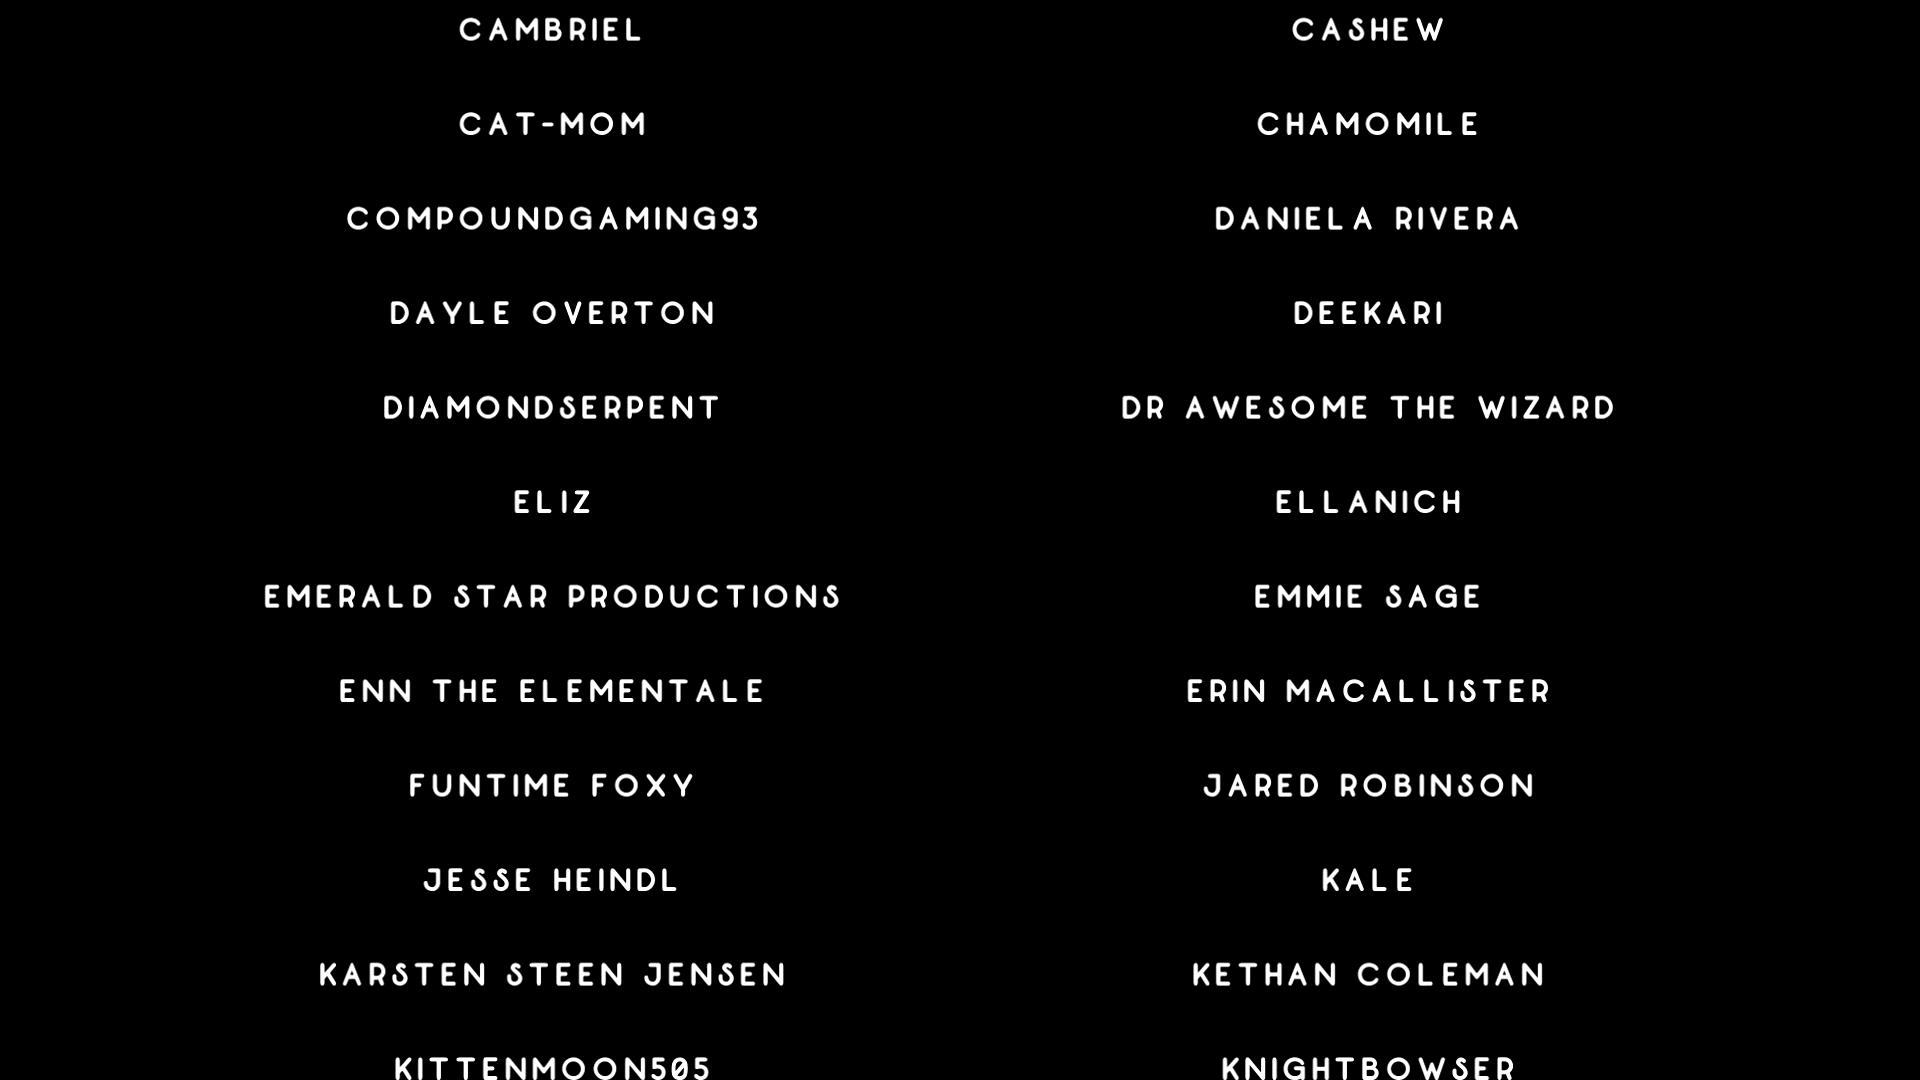 CAMBRIEL CASHEW
CAT-MOM CHAMOMILE
COMPOUNDGAMING93 DANIELA RIVERA
DAYLE OVERTON DEEKARI
DIAMONDSERPENT DR AWESOME THE WIZARD
ELIZ ELLANICH
EMERALD STAR PRODUCTIONS EMMIE SAGE
ENN THE ELEMENTALE ERIN MACALLISTER
FUNTIME FOXY JARED ROBINSON
JESSE HEINDL KALE
KARSTEN STEEN JENSEN KETHAN COLEMAN
KITTENMOON505 KNIGHTBOWSER